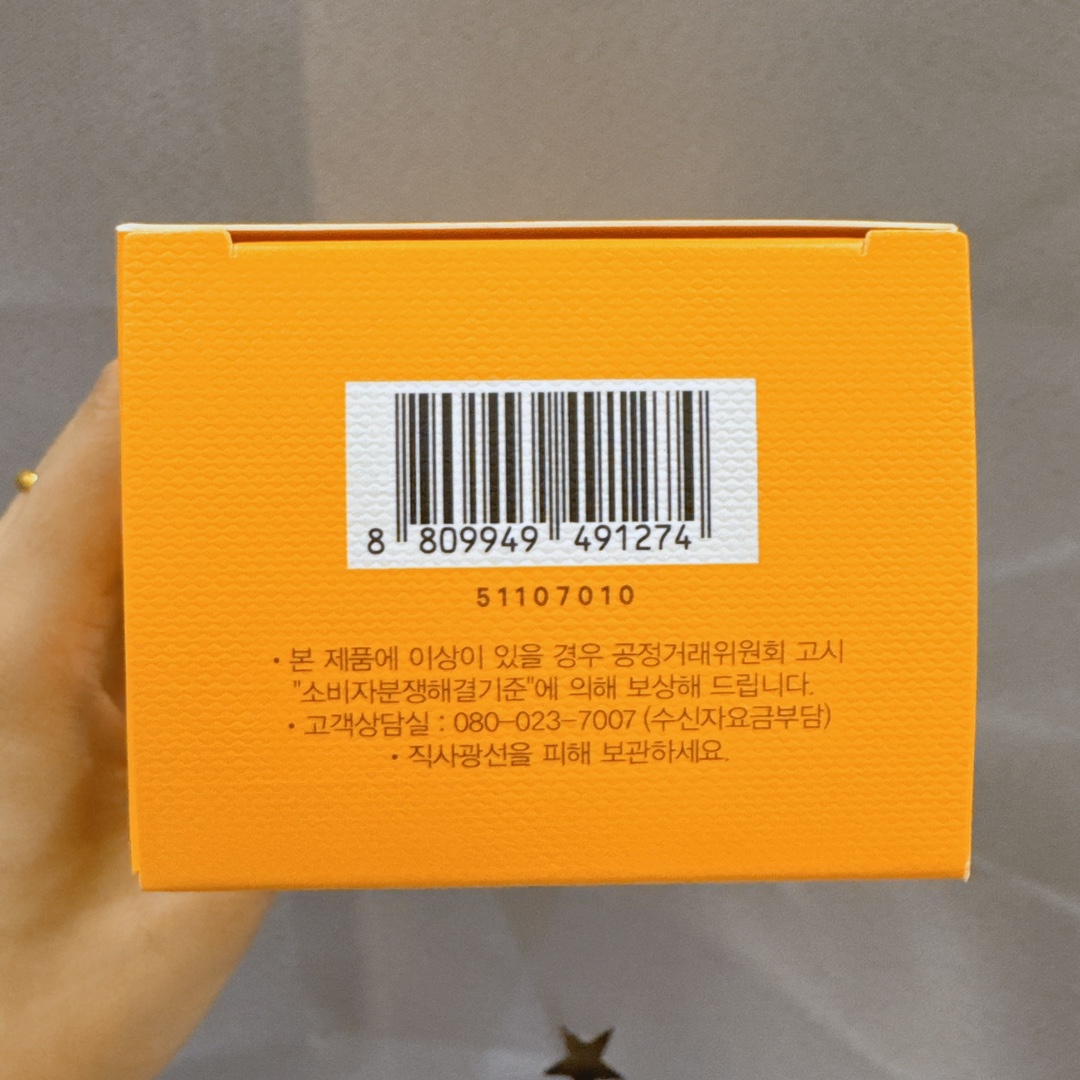 8 809949 491274
51107010
• 본 제품에 이상이 있을 경우 공정거래위원회 고시
"소비자분쟁해결기준"에 의해 보상해 드립니다.
• 고객상담실 : 080-023-7007 (수신자요금부담)
• 직사광선을 피해 보관하세요.